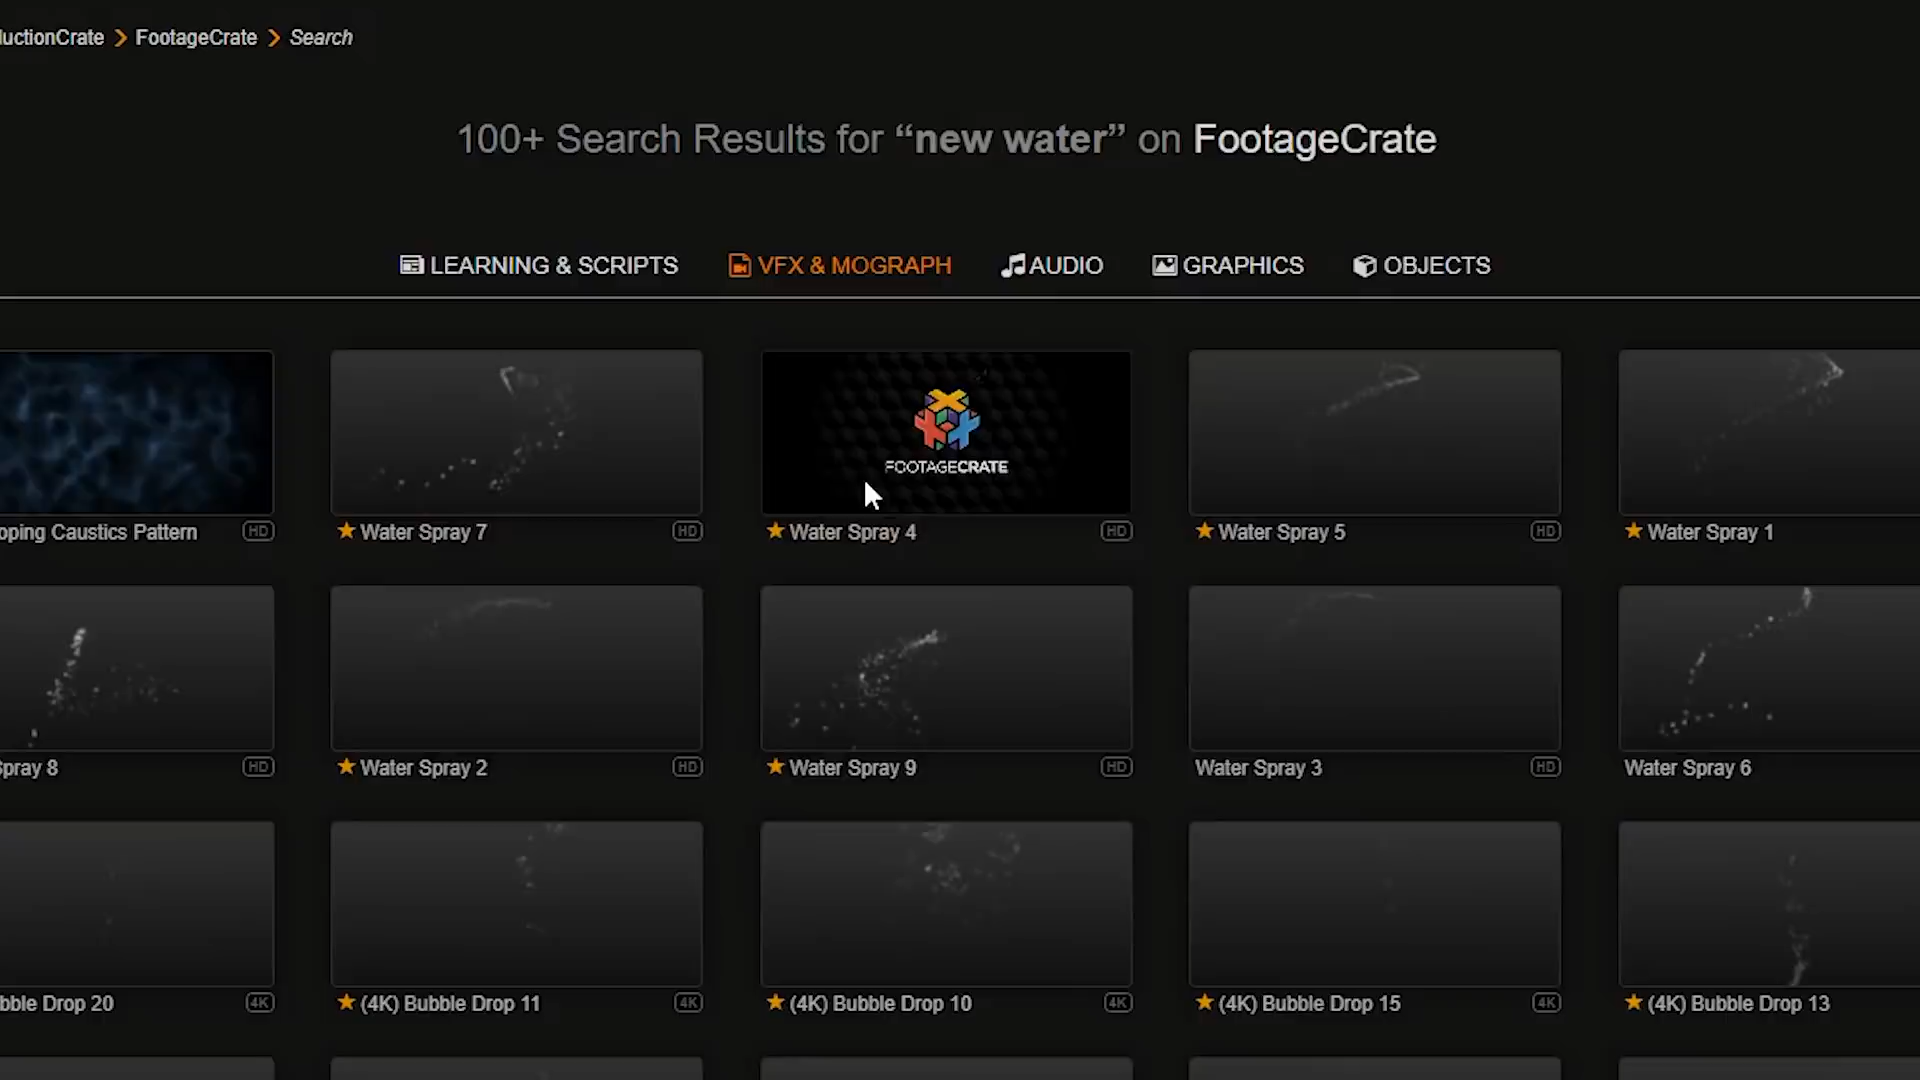 luctionCrate > FootageCrate > Search
100+ Search Results for “new water” on FootageCrate
LEARNING & SCRIPTS VFX & MOGRAPH AUDIO GRAPHICS OBJECTS
FOOTAGECRATE
oping Caustics Pattern HD
Water Spray 7 HD
Water Spray 4 HD
Water Spray 5 HD
Water Spray 1
Spray 8 HD
Water Spray 2 HD
Water Spray 9 HD
Water Spray 3 HD
Water Spray 6
bble Drop 20 4K
(4K) Bubble Drop 11 4K
(4K) Bubble Drop 10 4K
(4K) Bubble Drop 15 4K
(4K) Bubble Drop 13